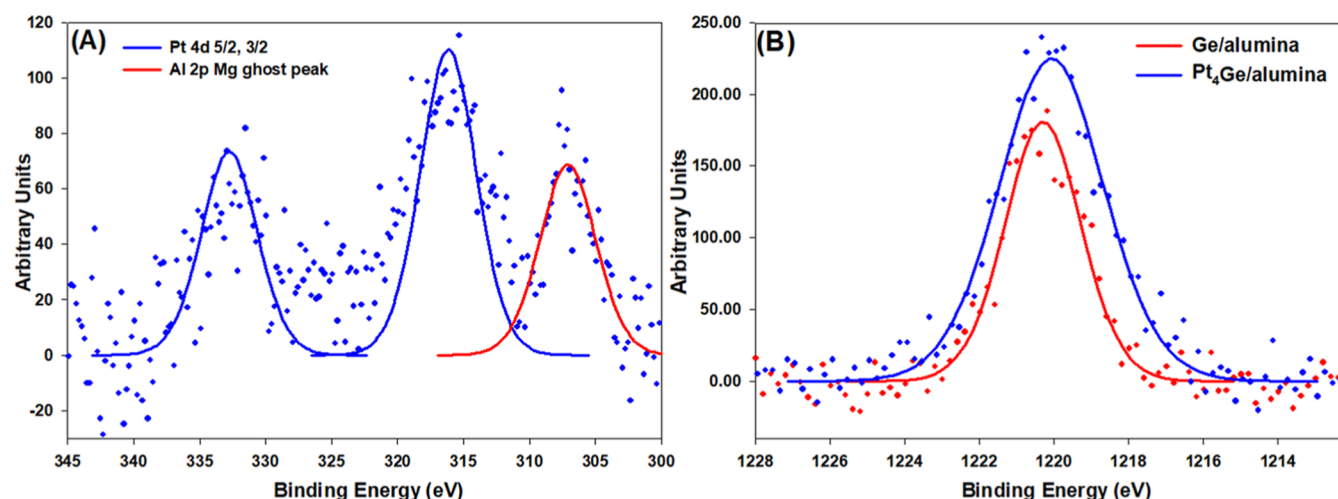 (A)
Pt 4d 5/2, 3/2
Al 2p Mg ghost peak
120
100
80
60
40
20
0
-20
Arbitrary Units
345 340 335 330 325 320 315 310 305 300
Binding Energy (eV)
(B)
Ge/alumina
Pt4Ge/alumina
250.00
200.00
150.00
100.00
50.00
0.00
Arbitrary Units
1228 1226 1224 1222 1220 1218 1216 1214
Binding Energy (eV)